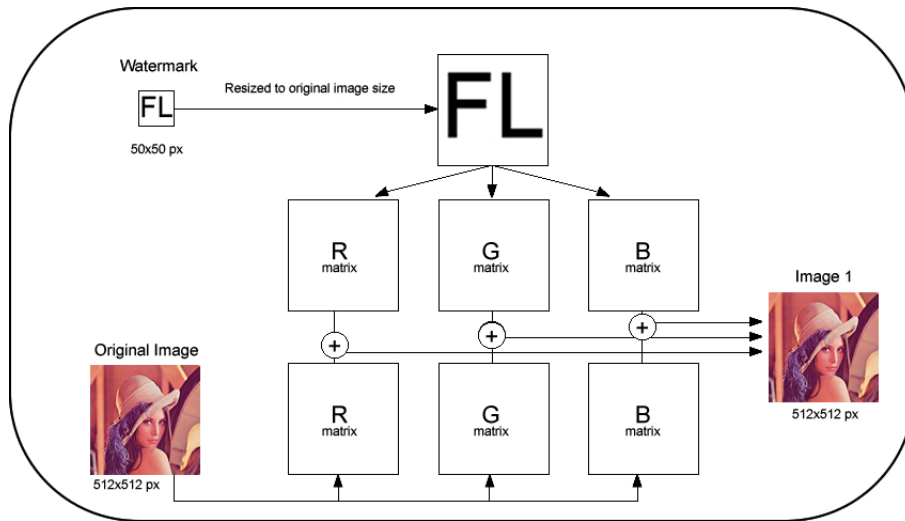 Watermark
FL
50x50 px
Resized to original image size
FL
R
matrix
G
matrix
B
matrix
+
+
+
Image 1
512x512 px
Original Image
512x512 px
R
matrix
G
matrix
B
matrix